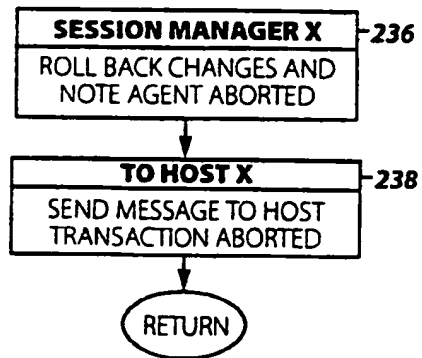 SESSION MANAGER X
236
ROLL BACK CHANGES AND
NOTE AGENT ABORTED
TO HOST X
238
SEND MESSAGE TO HOST
TRANSACTION ABORTED
RETURN